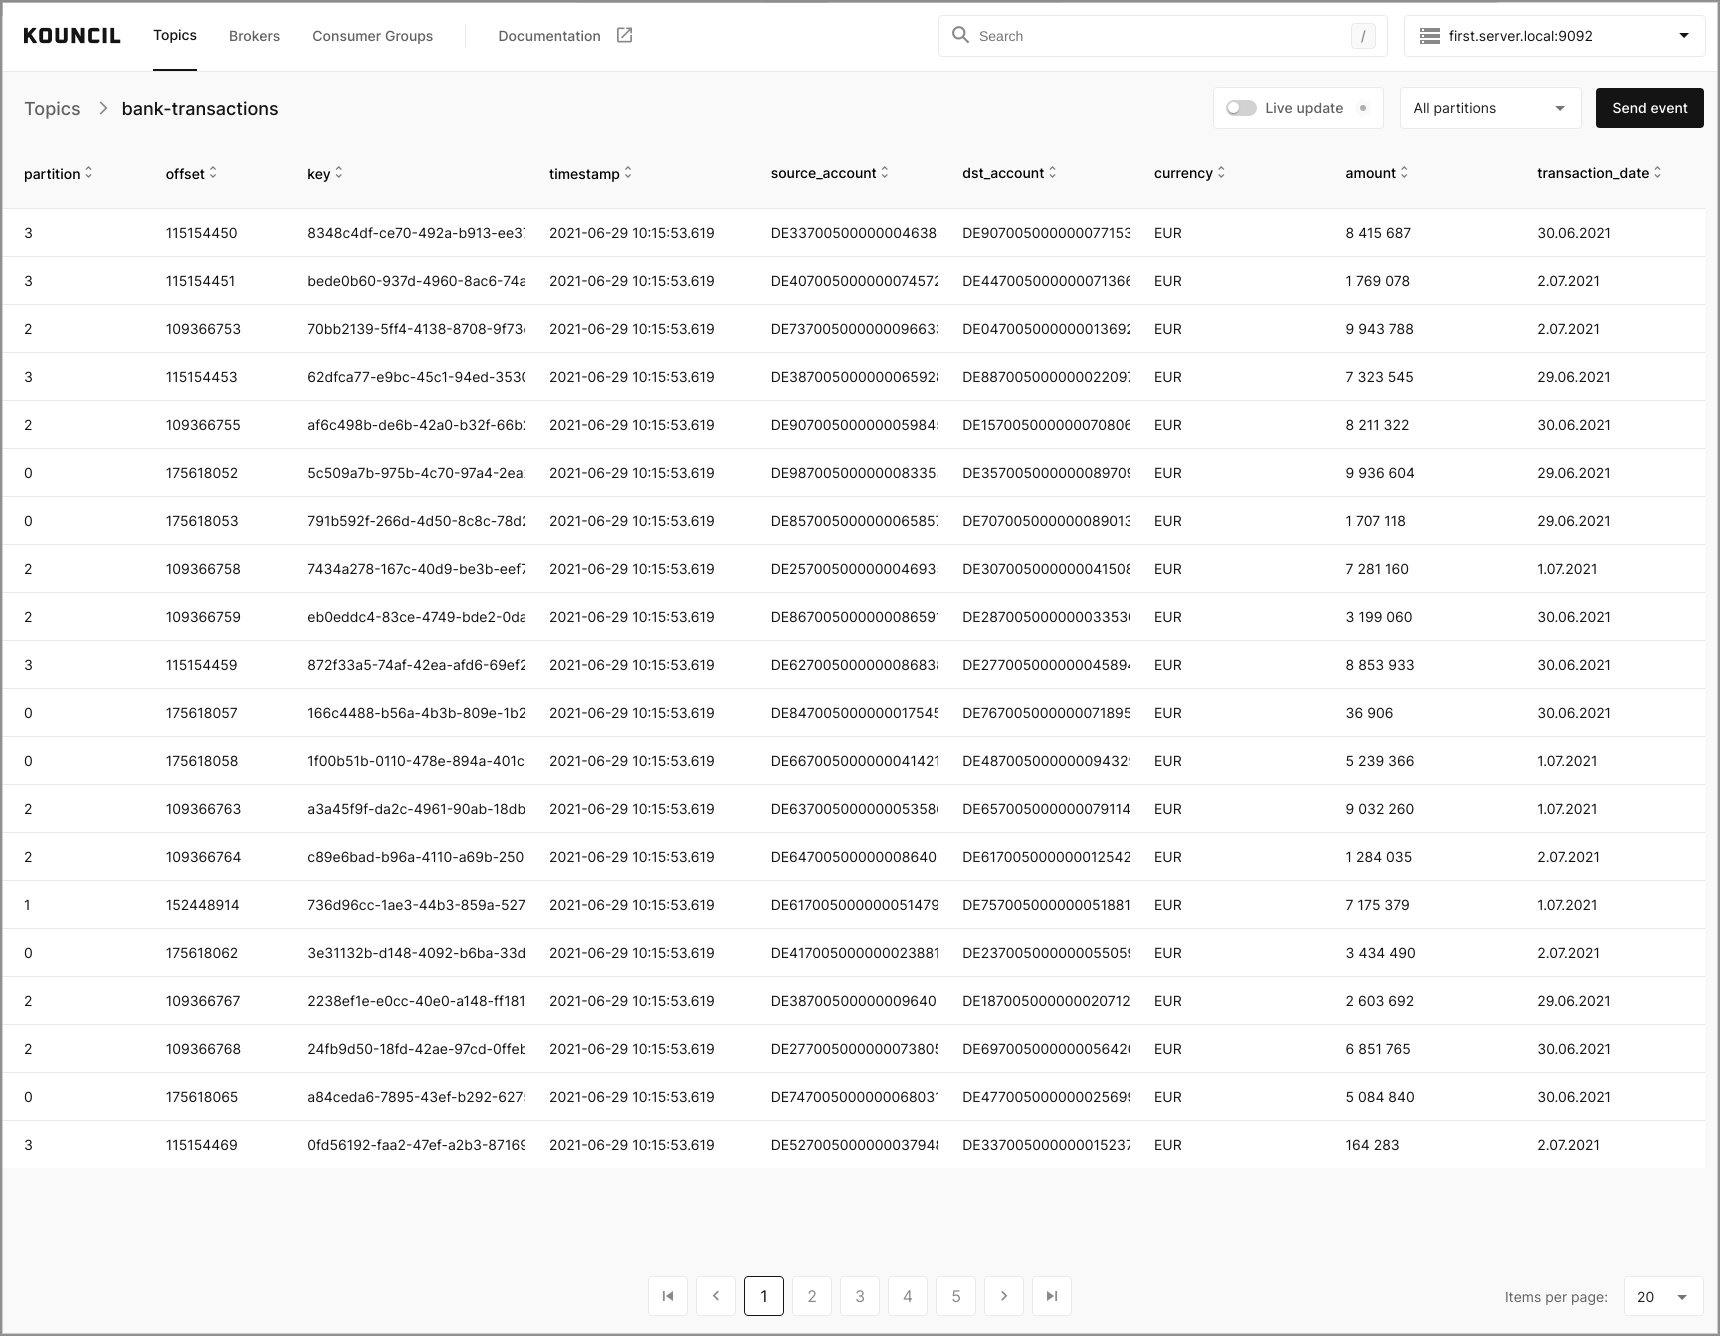 KOUNCIL Topics Brokers Consumer Groups Documentation Search / first.server.local:9092
Topics > bank-transactions Live update All partitions Send event
partition offset key timestamp source_account dst_account currency amount transaction_date
3 115154450 8348c4df-ce70-492a-b913-ee37 2021-06-29 10:15:53.619 DE33700500000004638 DE907005000000077153 EUR 8 415 687 30.06.2021
3 115154451 bede0b60-937d-4960-8ac6-74a 2021-06-29 10:15:53.619 DE407005000000074572 DE447005000000071366 EUR 1 769 078 2.07.2021
2 109366753 70bb2139-5ff4-4138-8708-9f73 2021-06-29 10:15:53.619 DE73700500000009663 DE047005000000013692 EUR 9 943 788 2.07.2021
3 115154453 62dfca77-e9bc-45c1-94ed-3530 2021-06-29 10:15:53.619 DE387005000000065928 DE887005000000022097 EUR 7 323 545 29.06.2021
2 109366755 af6c498b-de6b-42a0-b32f-66b 2021-06-29 10:15:53.619 DE90700500000005984 DE157005000000070806 EUR 8 211 322 30.06.2021
0 175618052 5c509a7b-975b-4c70-97a4-2ea 2021-06-29 10:15:53.619 DE98700500000008335 DE357005000000089709 EUR 9 936 604 29.06.2021
0 175618053 791b592f-266d-4d50-8c8c-78d2 2021-06-29 10:15:53.619 DE857005000000065857 DE707005000000089013 EUR 1 707 118 29.06.2021
2 109366758 7434a278-167c-40d9-be3b-eef7 2021-06-29 10:15:53.619 DE25700500000004693 DE307005000000041508 EUR 7 281 160 1.07.2021
2 109366759 eb0eddc4-83ce-4749-bde2-0da 2021-06-29 10:15:53.619 DE86700500000008659 DE287005000000033530 EUR 3 199 060 30.06.2021
3 115154459 872f33a5-74af-42ea-afd6-69ef2 2021-06-29 10:15:53.619 DE627005000000086838 DE277005000000045894 EUR 8 853 933 30.06.2021
0 175618057 166c4488-b56a-4b3b-809e-1b2 2021-06-29 10:15:53.619 DE847005000000017545 DE767005000000071895 EUR 36 906 30.06.2021
0 175618058 1f00b51b-0110-478e-894a-401c 2021-06-29 10:15:53.619 DE667005000000041421 DE48700500000009432 EUR 5 239 366 1.07.2021
2 109366763 a3a45f9f-da2c-4961-90ab-18db 2021-06-29 10:15:53.619 DE63700500000005358 DE657005000000079114 EUR 9 032 260 1.07.2021
2 109366764 c89e6bad-b96a-4110-a69b-250 2021-06-29 10:15:53.619 DE64700500000008640 DE617005000000012542 EUR 1 284 035 2.07.2021
1 152448914 736d96cc-1ae3-44b3-859a-527 2021-06-29 10:15:53.619 DE617005000000051479 DE757005000000051881 EUR 7 175 379 1.07.2021
0 175618062 3e31132b-d148-4092-b6ba-33d 2021-06-29 10:15:53.619 DE417005000000023881 DE237005000000055059 EUR 3 434 490 2.07.2021
2 109366767 2238ef1e-e0cc-40e0-a148-ff181 2021-06-29 10:15:53.619 DE38700500000009640 DE187005000000020712 EUR 2 603 692 29.06.2021
2 109366768 24fb9d50-18fd-42ae-97cd-0ffeb 2021-06-29 10:15:53.619 DE277005000000073805 DE69700500000005642 EUR 6 851 765 30.06.2021
0 175618065 a84ceda6-7895-43ef-b292-627 2021-06-29 10:15:53.619 DE74700500000006803 DE477005000000025699 EUR 5 084 840 30.06.2021
3 115154469 0fd56192-faa2-47ef-a2b3-87169 2021-06-29 10:15:53.619 DE527005000000037948 DE337005000000015237 EUR 164 283 2.07.2021
1 2 3 4 5 Items per page: 20